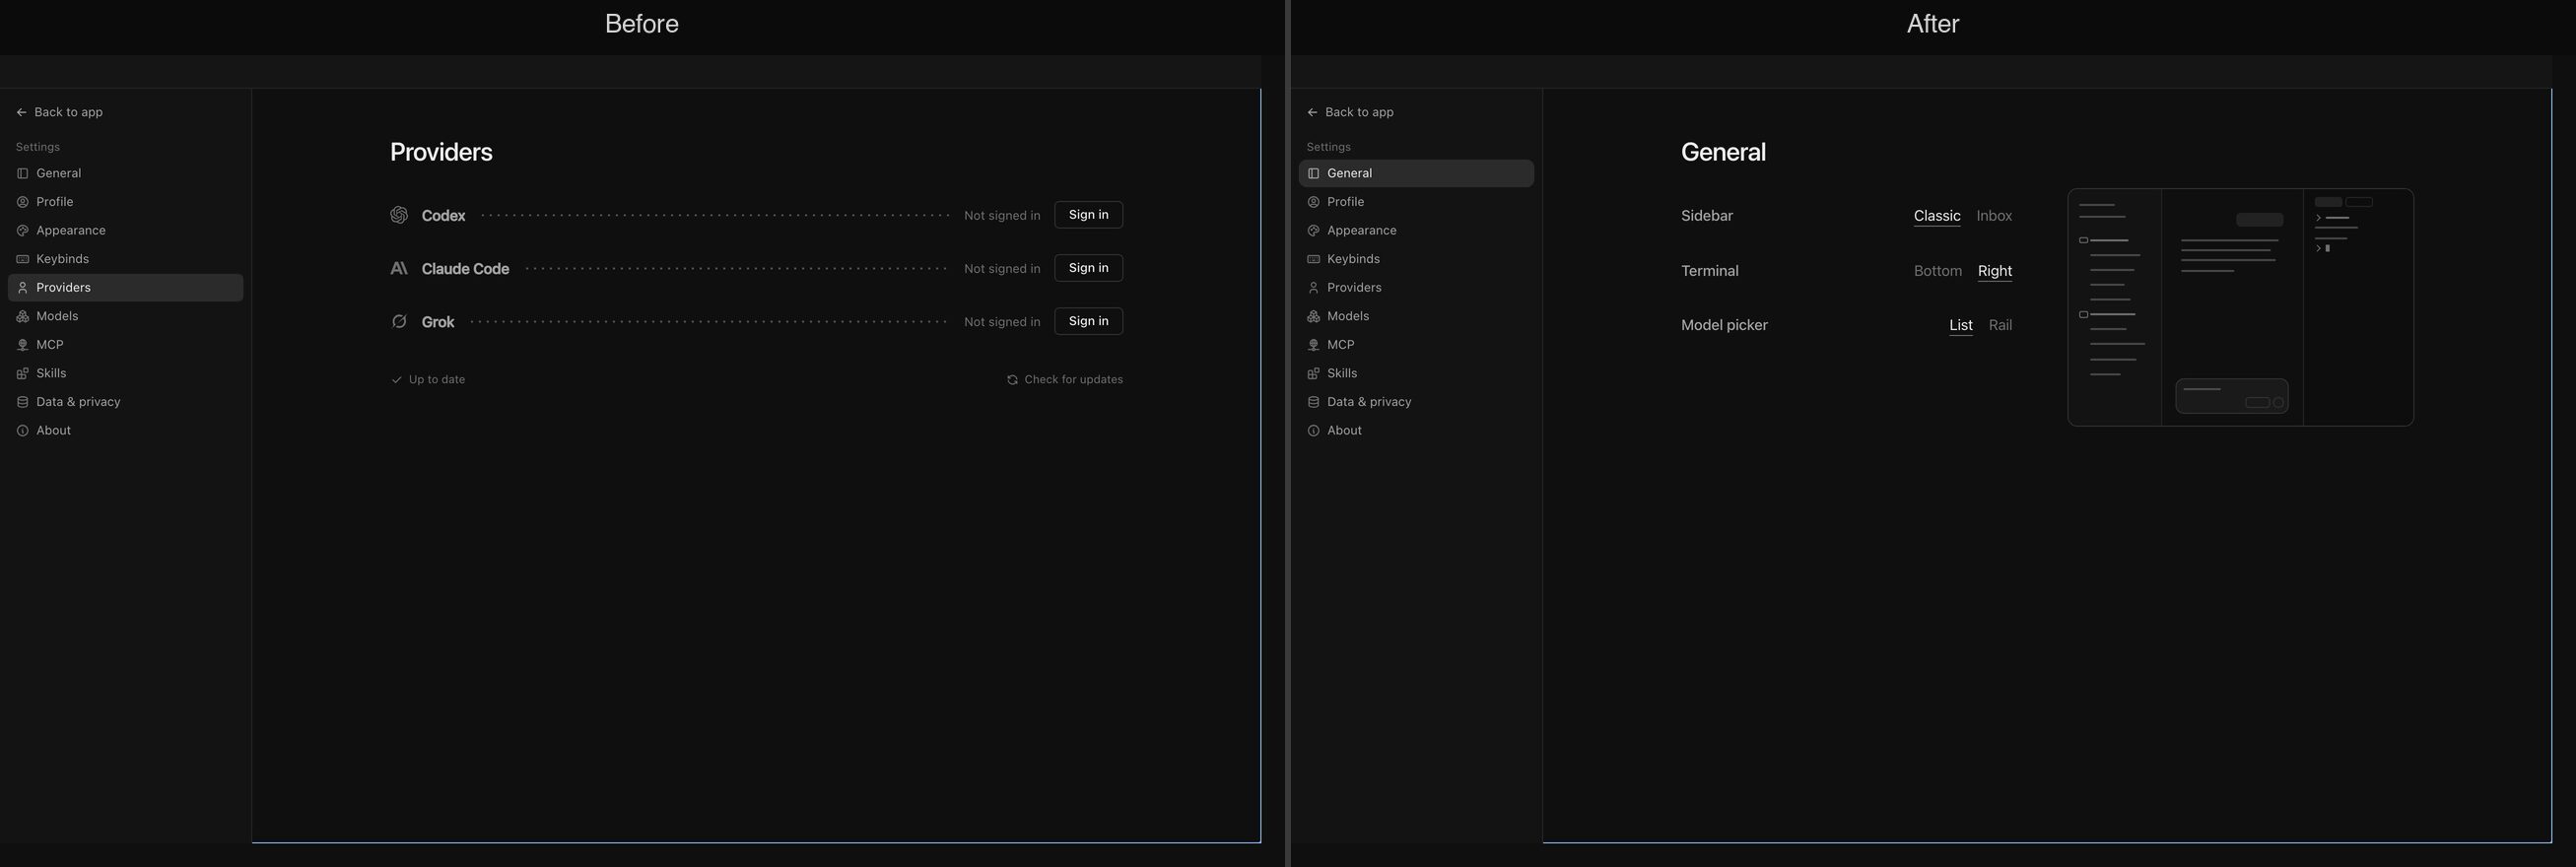 Before
Back to app
Settings
General
Profile
Appearance
Keybinds
Providers
Models
MCP
Skills
Data & privacy
About
Providers
Codex Not signed in Sign in
Claude Code Not signed in Sign in
Grok Not signed in Sign in
Up to date Check for updates
After
Back to app
Settings
General
Profile
Appearance
Keybinds
Providers
Models
MCP
Skills
Data & privacy
About
General
Sidebar Classic Inbox
Terminal Bottom Right
Model picker List Rail